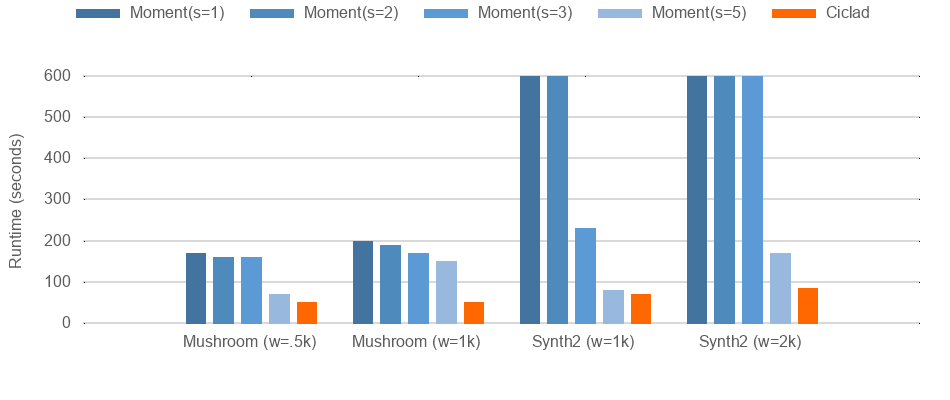 Moment(s=1) Moment(s=2) Moment(s=3) Moment(s=5) Ciclad
Runtime (seconds)
600
500
400
300
200
100
0
Mushroom (w=.5k) Mushroom (w=1k) Synth2 (w=1k) Synth2 (w=2k)